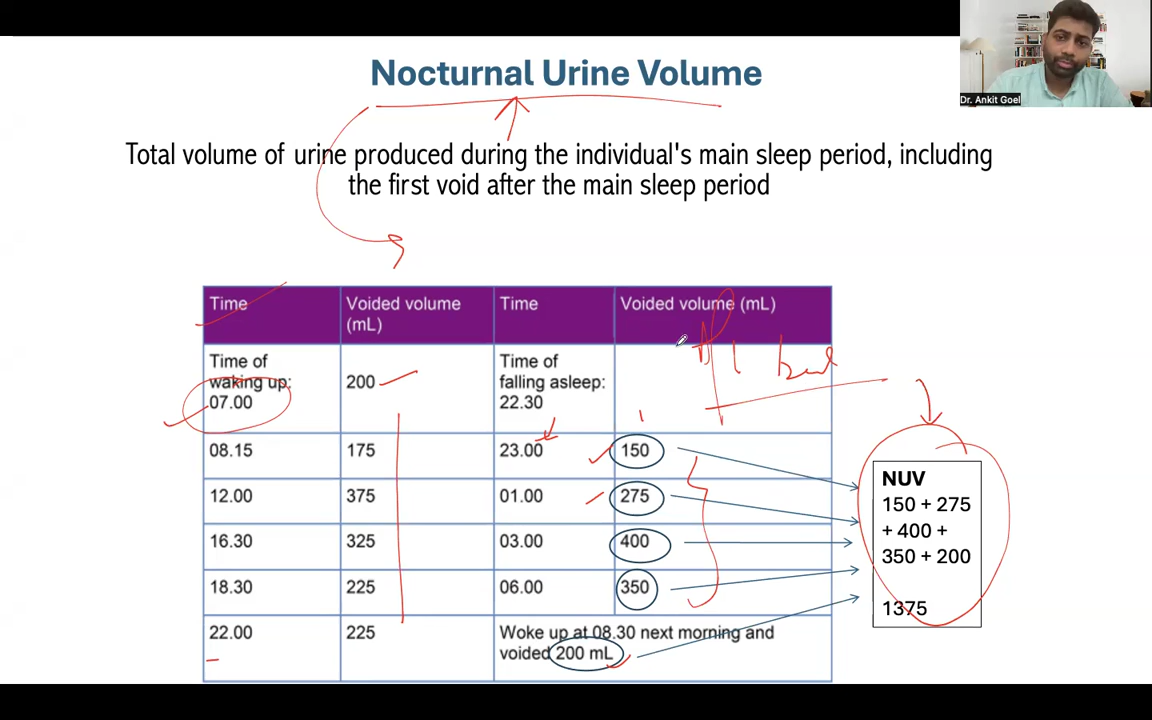 Dr. Ankit Goel
Nocturnal Urine Volume
Total volume of urine produced during the individual's main sleep period, including
the first void after the main sleep period
Time
Voided volume
(mL)
Time
Voided volume (mL)
Time of
waking up:
07.00
200
Time of
falling asleep:
22.30
08.15
175
23.00
150
12.00
375
01.00
275
16.30
325
03.00
400
18.30
225
06.00
350
22.00
225
Woke up at 08.30 next morning and
voided 200 mL
NUV
150 + 275
+ 400 +
350 + 200
1375